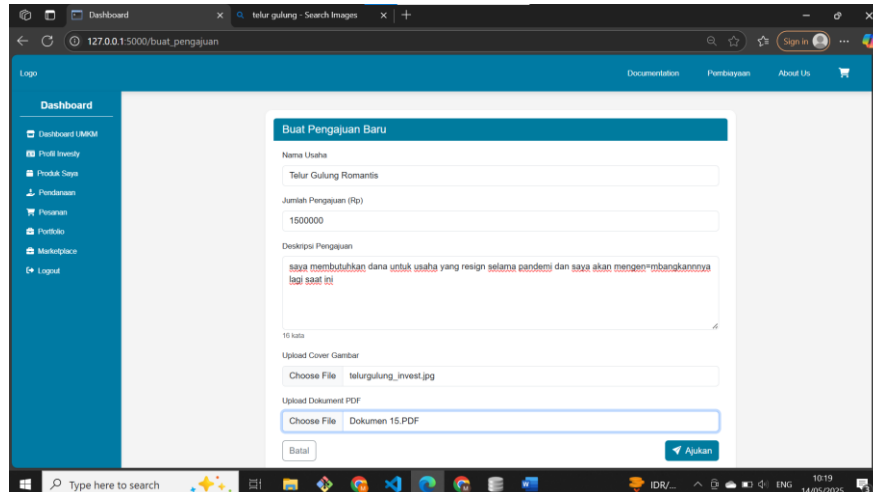 Dashboard
telur gulung - Search Images
127.0.0.1:5000/buat_pengajuan
Sign in
Logo
Documentation
Pembiayaan
About Us
Dashboard
Dashboard UMKM
Profil Investy
Produk Saya
Pendanaan
Pesanan
Portfolio
Marketplace
Logout
Buat Pengajuan Baru
Nama Usaha
Telur Gulung Romantis
Jumlah Pengajuan (Rp)
1500000
Deskripsi Pengajuan
saya membutuhkan dana untuk usaha yang resign selama pandemi dan saya akan mengen=mbangkannnya
lagi saat ini
16 kata
Upload Cover Gambar
Choose File telurgulung_invest.jpg
Upload Dokument PDF
Choose File Dokumen 15.PDF
Batal
Ajukan
Type here to search
IDR/...
ENG
10:19
14/05/2025